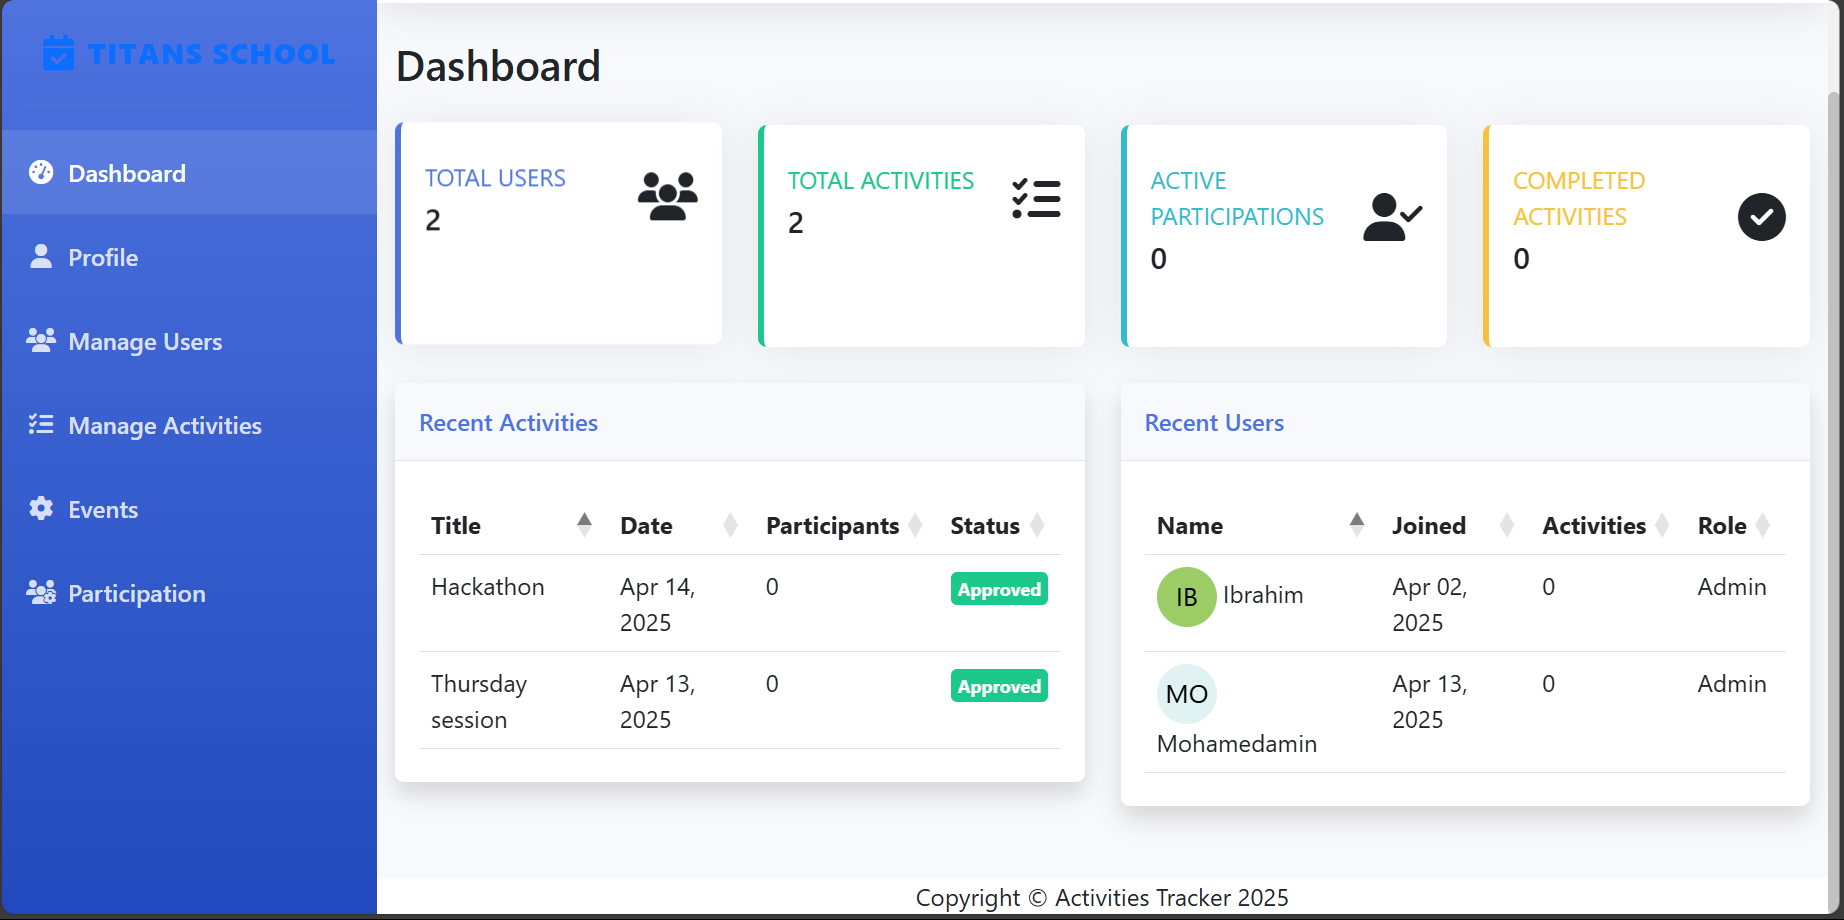 TITANS SCHOOL
Dashboard
Profile
Manage Users
Manage Activities
Events
Participation
Dashboard
TOTAL USERS
2
TOTAL ACTIVITIES
2
ACTIVE
PARTICIPATIONS
0
COMPLETED
ACTIVITIES
0
Recent Activities
Title Date Participants Status
Hackathon Apr 14, 0 Approved
2025
Thursday Apr 13, 0 Approved
session 2025
Recent Users
Name Joined Activities Role
IB Ibrahim Apr 02, 0 Admin
2025
MO Apr 13, 0 Admin
2025
Mohamedamin
Copyright © Activities Tracker 2025